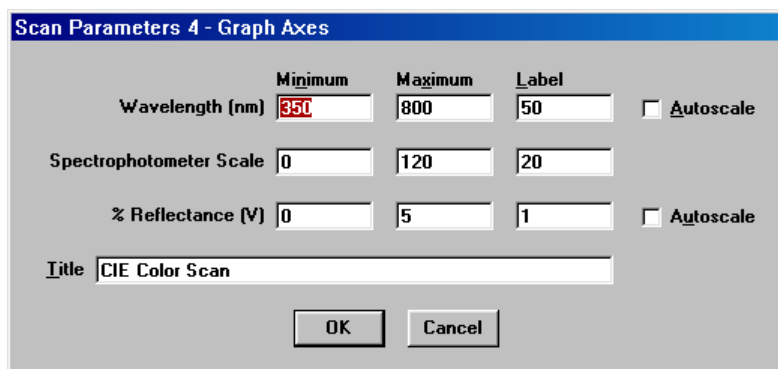 Scan Parameters 4 - Graph Axes
Minimum Maximum Label
Wavelength (nm) 350 800 50 Autoscale
Spectrophotometer Scale 0 120 20
% Reflectance (V) 0 5 1 Autoscale
Title CIE Color Scan
OK Cancel